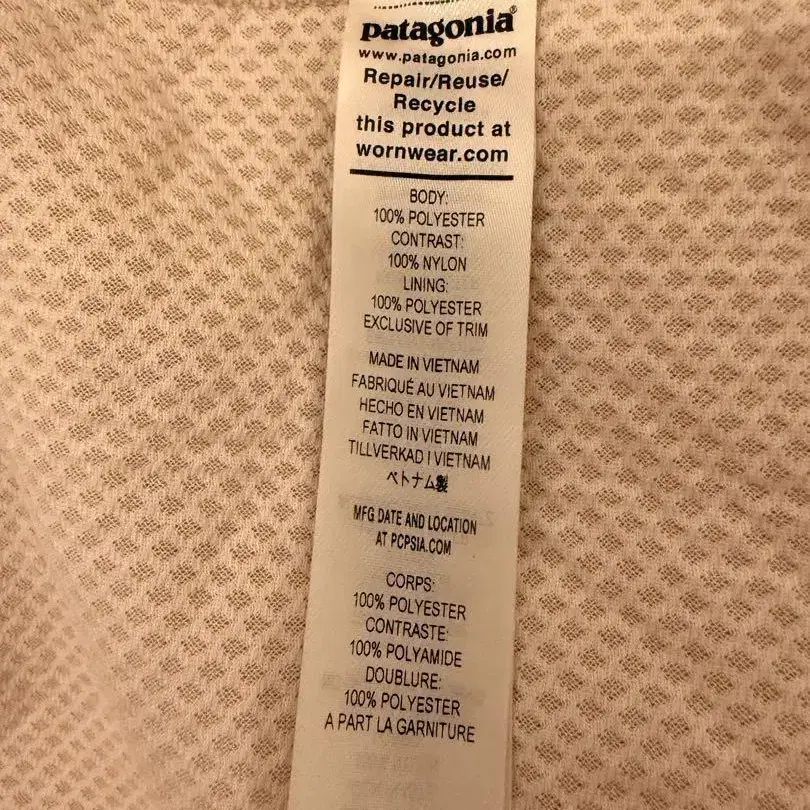 patagonia®
www.patagonia.com
Repair/Reuse/
Recycle
this product at
wornwear.com
BODY:
100% POLYESTER
CONTRAST:
100% NYLON
LINING:
100% POLYESTER
EXCLUSIVE OF TRIM
MADE IN VIETNAM
FABRIQUÉ AU VIETNAM
HECHO EN VIETNAM
FATTO IN VIETNAM
TILLVERKAD I VIETNAM
ベトナム製
MFG DATE AND LOCATION
AT PCPSIA.COM
CORPS:
100% POLYESTER
CONTRASTE:
100% POLYAMIDE
DOUBLURE:
100% POLYESTER
A PART LA GARNITURE